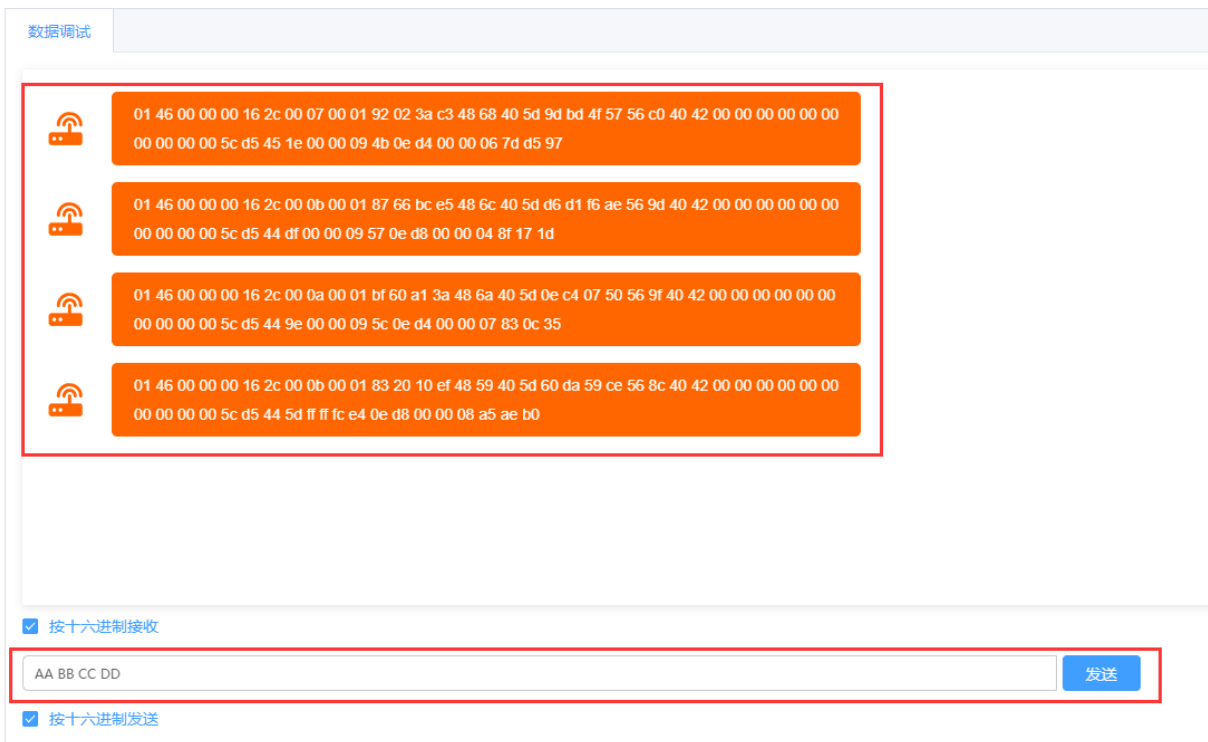 数据调试
01 46 00 00 00 16 2c 00 07 00 01 92 02 3a c3 48 68 40 5d 9d bd 4f 57 56 c0 40 42 00 00 00 00 00 00
00 00 00 00 5c d5 45 1e 00 00 09 4b 0e d4 00 00 06 7d d5 97
01 46 00 00 00 16 2c 00 0b 00 01 87 66 bc e5 48 6c 40 5d d6 d1 f6 ae 56 9d 40 42 00 00 00 00 00 00
00 00 00 00 5c d5 44 df 00 00 09 57 0e d8 00 00 04 8f 17 1d
01 46 00 00 00 16 2c 00 0a 00 01 bf 60 a1 3a 48 6a 40 5d 0e c4 07 50 56 9f 40 42 00 00 00 00 00 00
00 00 00 00 5c d5 44 9e 00 00 09 5c 0e d4 00 00 07 83 0c 35
01 46 00 00 00 16 2c 00 0b 00 01 83 20 10 ef 48 59 40 5d 60 da 59 ce 56 8c 40 42 00 00 00 00 00 00
00 00 00 00 5c d5 44 5d ff ff fc e4 0e d8 00 00 08 a5 ae b0
按十六进制接收
AA BB CC DD
发送
按十六进制发送